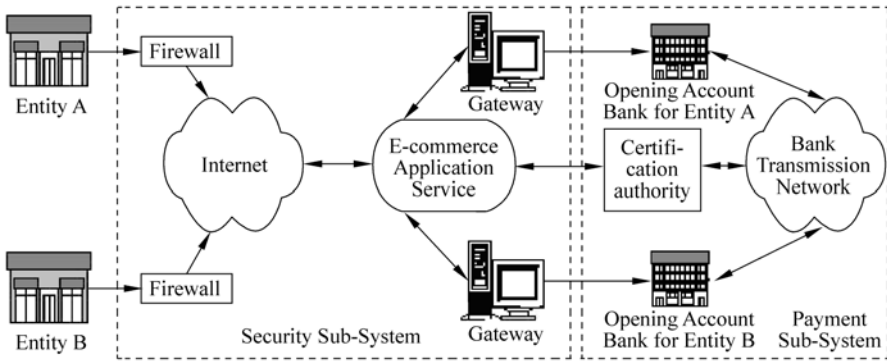 Entity A
Firewall
Internet
Firewall
Entity B
E-commerce
Application
Service
Gateway
Gateway
Security Sub-System
Opening Account
Bank for Entity A
Certifi-
cation
authority
Bank
Transmission
Network
Opening Account
Bank for Entity B
Payment
Sub-System